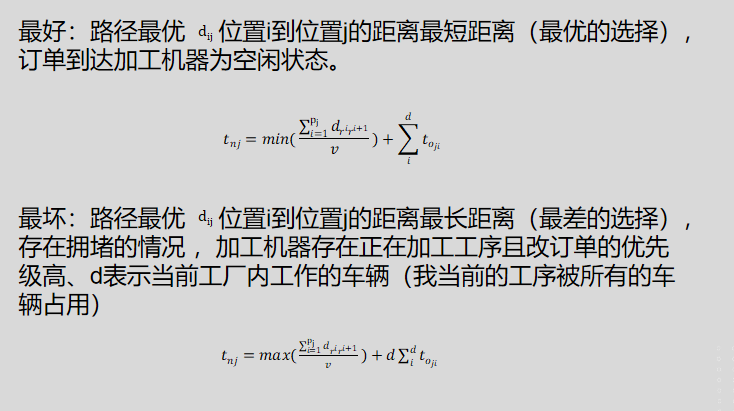 最好：路径最优 d_{ij} 位置i到位置j的距离最短距离（最优的选择），
订单到达加工机器为空闲状态。
t_{nj} = min(\frac{\sum_{i=1}^{p_j} d_{r^i r^{i+1}}}{v}) + \sum_{i}^{d} t_{o_{ji}}
最坏：路径最优 d_{ij} 位置i到位置j的距离最长距离（最差的选择），
存在拥堵的情况 ，加工机器存在正在加工工序且改订单的优先
级高、d表示当前工厂内工作的车辆（我当前的工序被所有的车
辆占用）
t_{nj} = max(\frac{\sum_{i=1}^{p_j} d_{r^i r^{i+1}}}{v}) + d \sum_{i}^{d} t_{o_{ji}}